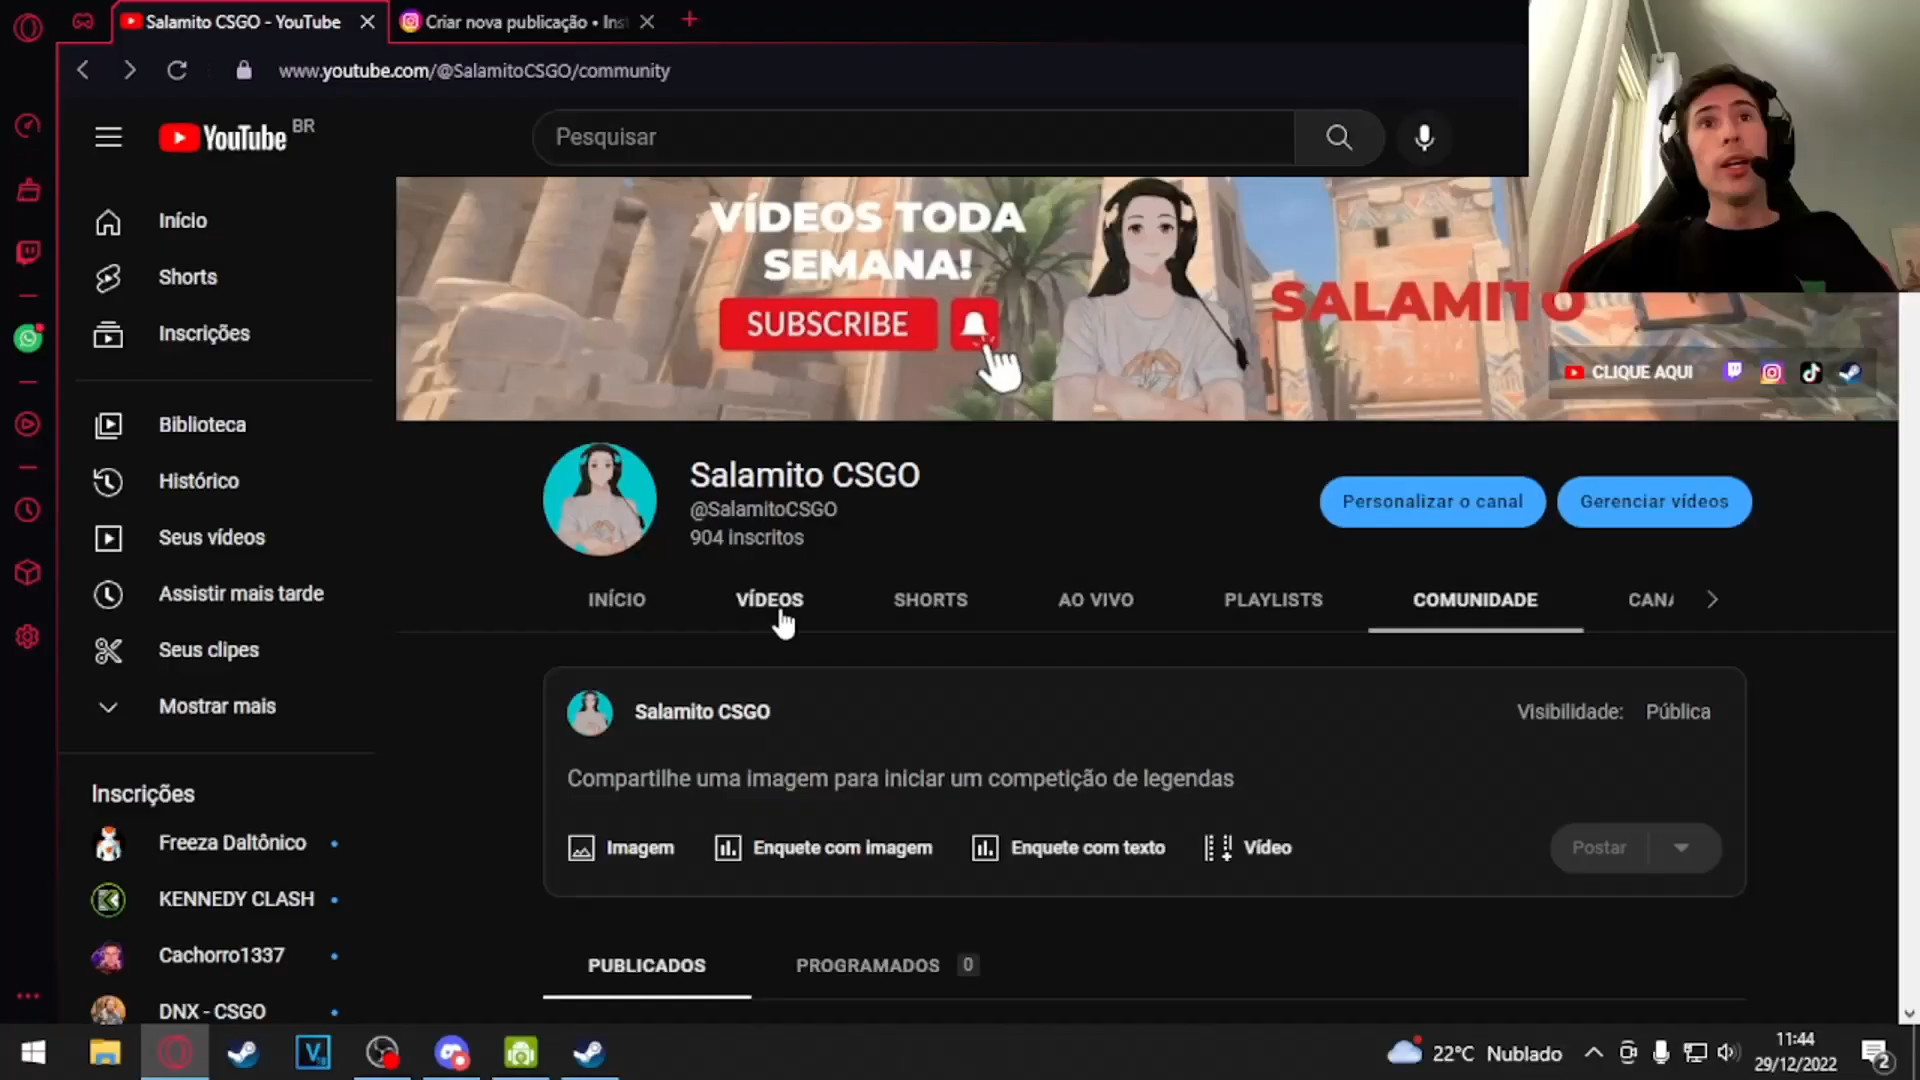 Salamito CSGO - YouTube
Criar nova publicação • Ins
www.youtube.com/@SalamitoCSGO/community
YouTube BR
Pesquisar
Início
Shorts
Inscrições
Biblioteca
Histórico
Seus vídeos
Assistir mais tarde
Seus clipes
Mostrar mais
Inscrições
Freeza Daltônico
KENNEDY CLASH
Cachorro1337
DNX - CSGO
VÍDEOS TODA
SEMANA!
SUBSCRIBE
SALAMITO
CLIQUE AQUI
Salamito CSGO
@SalamitoCSGO
904 inscritos
Personalizar o canal
Gerenciar vídeos
INÍCIO
VÍDEOS
SHORTS
AO VIVO
PLAYLISTS
COMUNIDADE
CANA
Salamito CSGO
Visibilidade: Pública
Compartilhe uma imagem para iniciar um competição de legendas
Imagem
Enquete com imagem
Enquete com texto
Vídeo
Postar
PUBLICADOS
PROGRAMADOS 0
22°C Nublado
11:44
29/12/2022
2